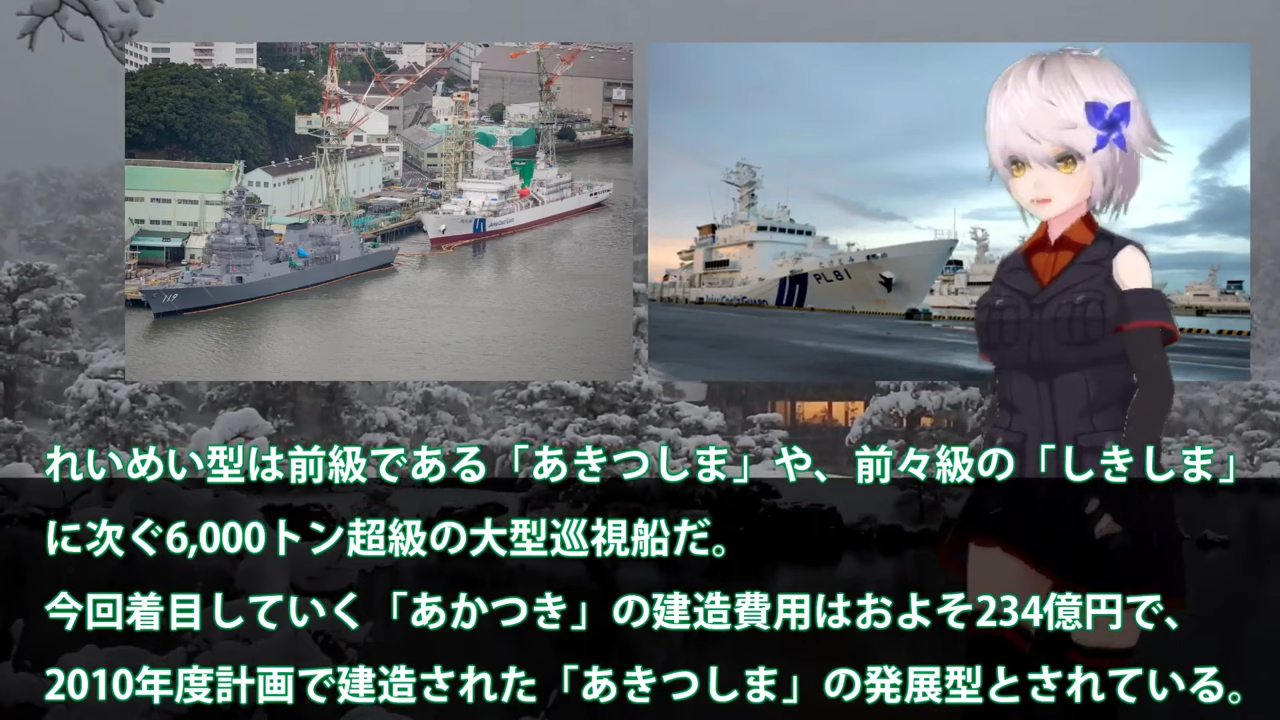 119
PL81
JAPAN COAST GUARD
れいめい型は前級である「あきつしま」や、前々級の「しきしま」
に次ぐ6,000トン超級の大型巡視船だ。
今回着目していく「あかつき」の建造費用はおよそ234億円で、
2010年度計画で建造された「あきつしま」の発展型とされている。